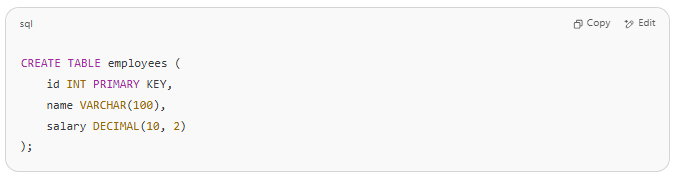 sql Copy Edit
CREATE TABLE employees (
    id INT PRIMARY KEY,
    name VARCHAR(100),
    salary DECIMAL(10, 2)
);